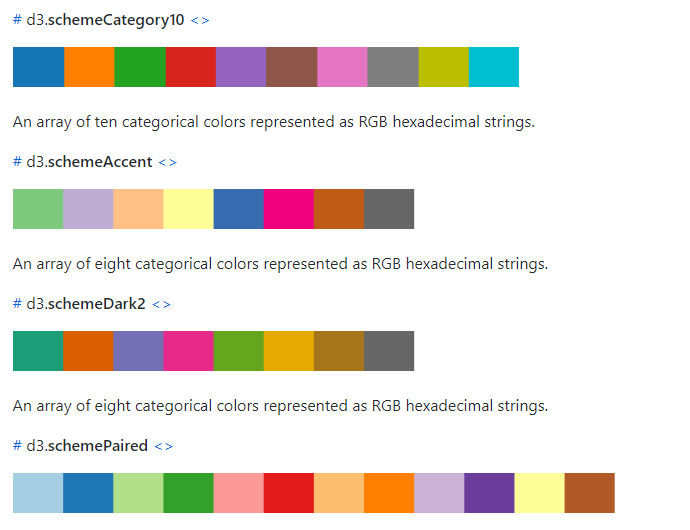 # d3.schemeCategory10 <>
An array of ten categorical colors represented as RGB hexadecimal strings.
# d3.schemeAccent <>
An array of eight categorical colors represented as RGB hexadecimal strings.
# d3.schemeDark2 <>
An array of eight categorical colors represented as RGB hexadecimal strings.
# d3.schemePaired <>